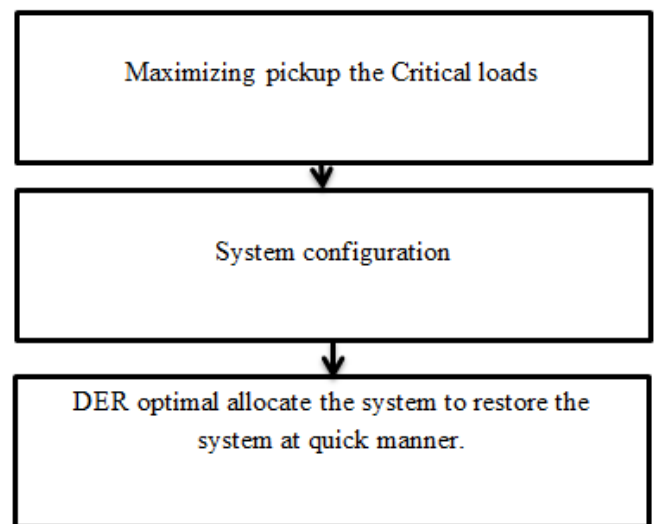 Maximizing pickup the Critical loads
System configuration
DER optimal allocate the system to restore the
system at quick manner.